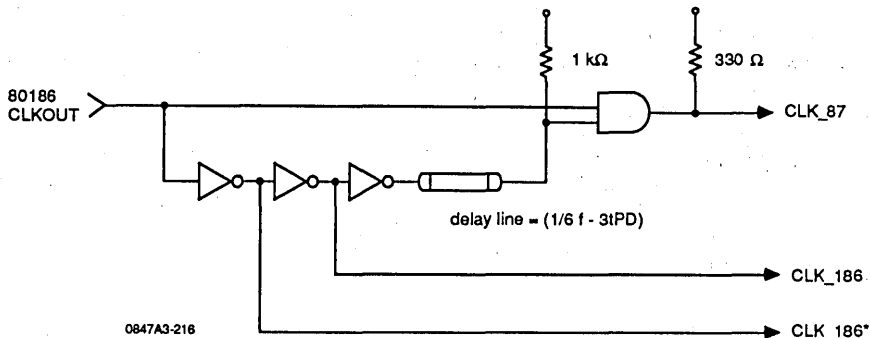 1 kΩ
330 Ω
80186
CLKOUT
CLK_87
delay line = (1/6 f - 3tPD)
CLK_186
0847A3-216
CLK 186*